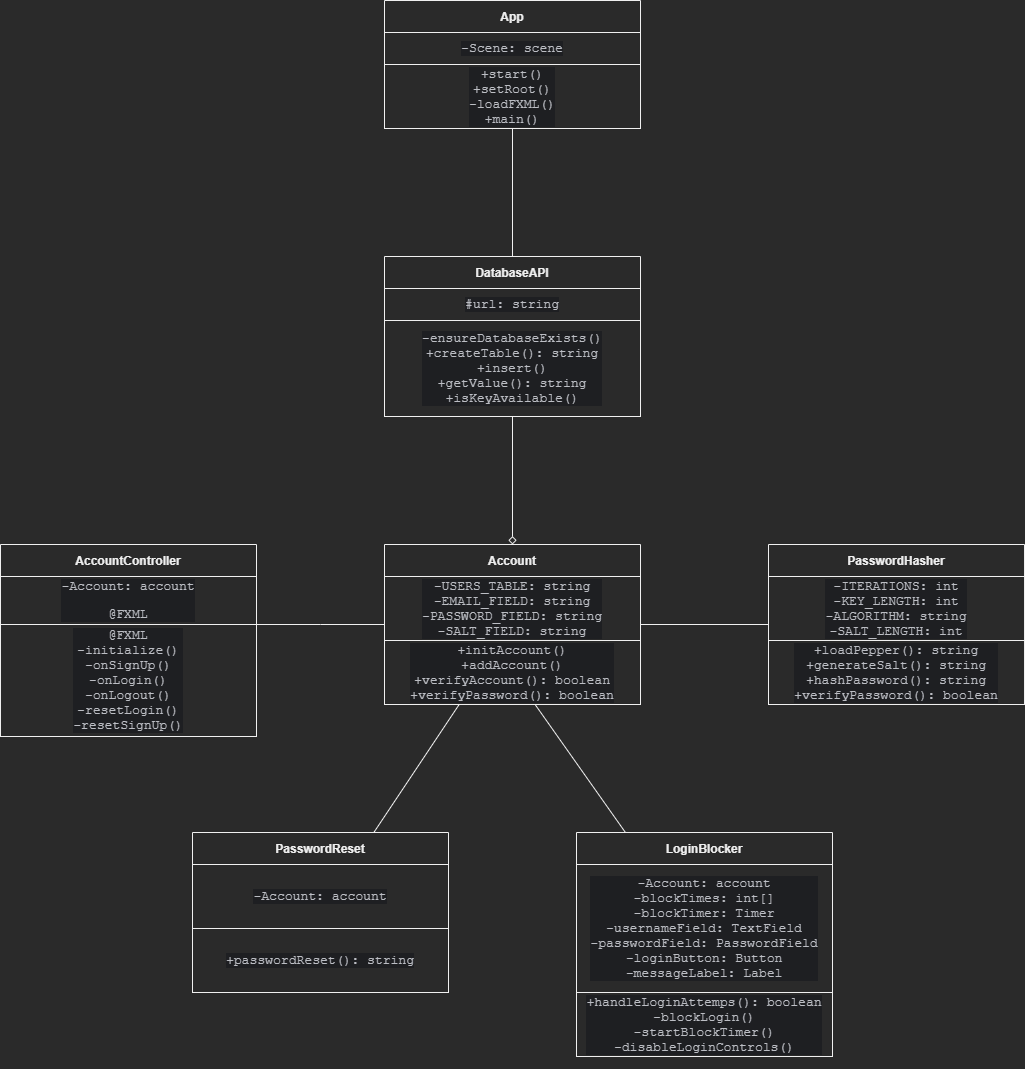 App
-Scene: scene
+start()
+setRoot()
-loadFXML()
+main()
DatabaseAPI
#url: string
-ensureDatabaseExists()
+createTable(): string
+insert()
+getValue(): string
+isKeyAvailable()
AccountController
-Account: account
@FXML
@FXML
-initialize()
-onSignUp()
-onLogin()
-onLogout()
-resetLogin()
-resetSignUp()
Account
-USERS_TABLE: string
-EMAIL_FIELD: string
-PASSWORD_FIELD: string
-SALT_FIELD: string
+initAccount()
+addAccount()
+verifyAccount(): boolean
+verifyPassword(): boolean
PasswordHasher
-ITERATIONS: int
-KEY_LENGTH: int
-ALGORITHM: string
-SALT_LENGTH: int
+loadPepper(): string
+generateSalt(): string
+hashPassword(): string
+verifyPassword(): boolean
PasswordReset
-Account: account
+passwordReset(): string
LoginBlocker
-Account: account
-blockTimes: int[]
-blockTimer: Timer
-usernameField: TextField
-passwordField: PasswordField
-loginButton: Button
-messageLabel: Label
+handleLoginAttemps(): boolean
-blockLogin()
-startBlockTimer()
-disableLoginControls()